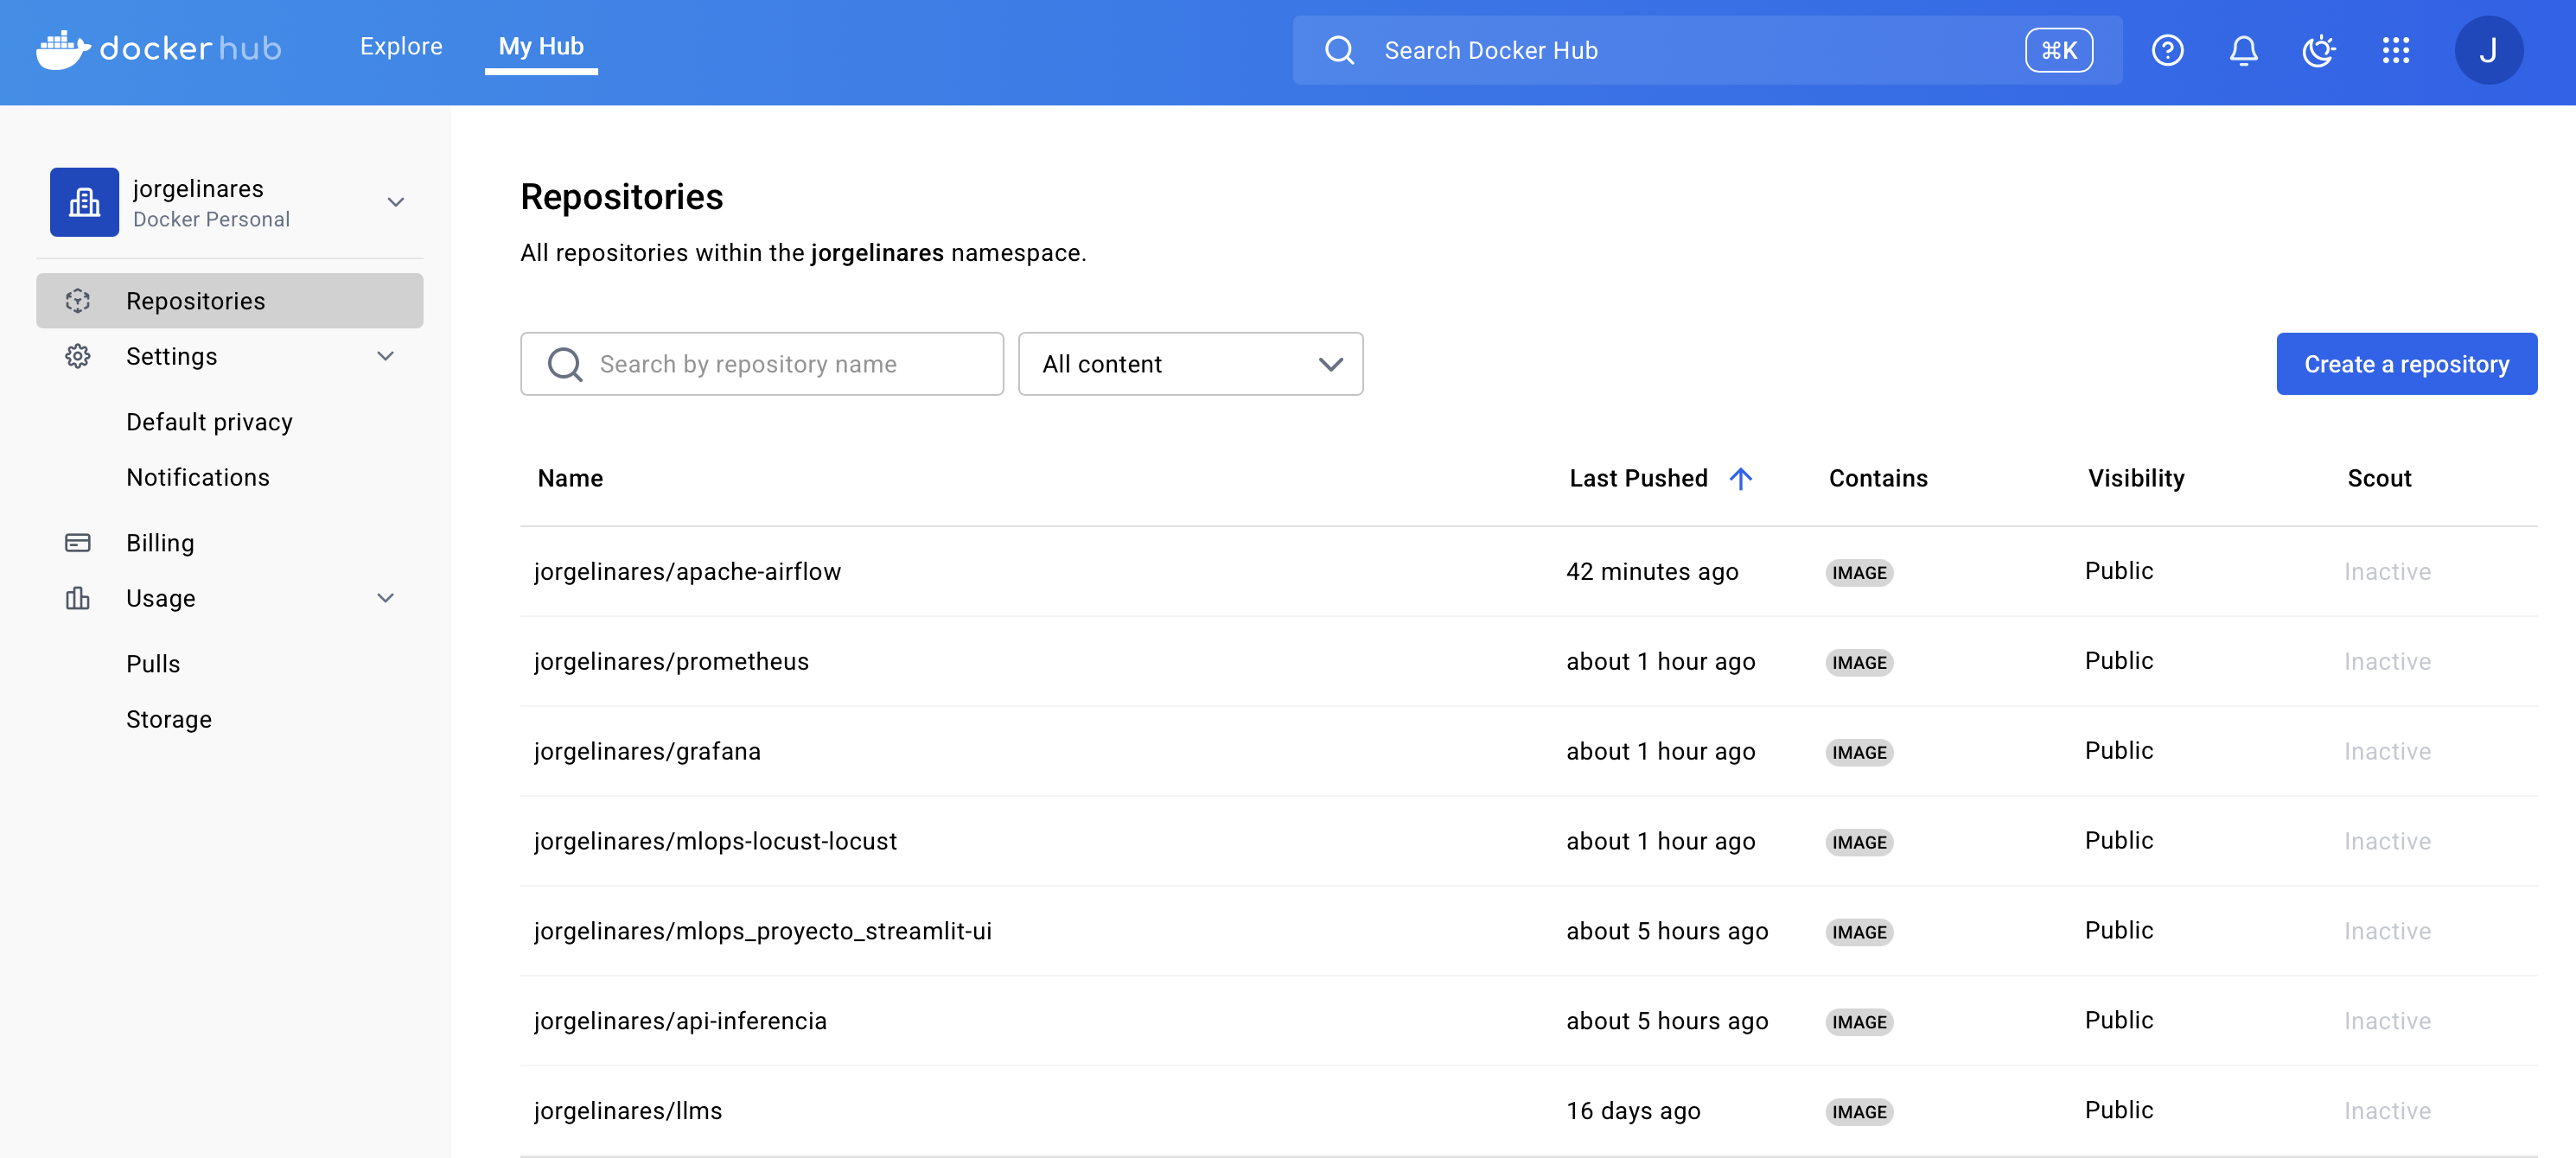 dockerhub Explore My Hub Search Docker Hub ⌘K J
jorgelinares
Docker Personal
Repositories
Settings
Default privacy
Notifications
Billing
Usage
Pulls
Storage
Repositories
All repositories within the jorgelinares namespace.
Search by repository name All content Create a repository
Name Last Pushed Contains Visibility Scout
jorgelinares/apache-airflow 42 minutes ago IMAGE Public Inactive
jorgelinares/prometheus about 1 hour ago IMAGE Public Inactive
jorgelinares/grafana about 1 hour ago IMAGE Public Inactive
jorgelinares/mlops-locust-locust about 1 hour ago IMAGE Public Inactive
jorgelinares/mlops_proyecto_streamlit-ui about 5 hours ago IMAGE Public Inactive
jorgelinares/api-inferencia about 5 hours ago IMAGE Public Inactive
jorgelinares/llms 16 days ago IMAGE Public Inactive